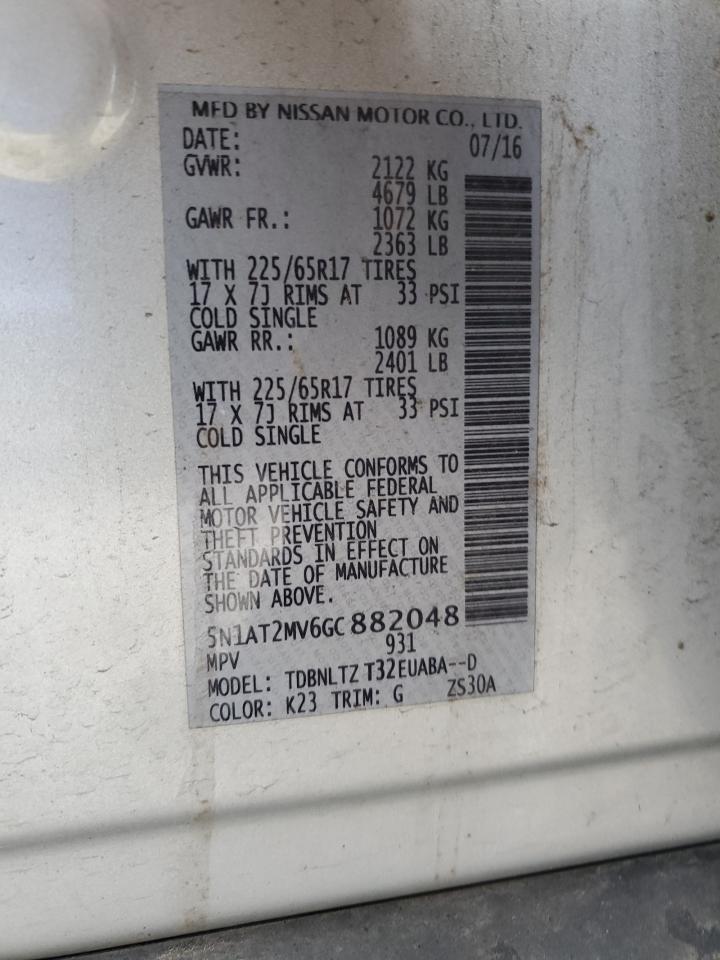 MFD BY NISSAN MOTOR CO., LTD.
DATE: 07/16
GVWR: 2122 KG
4679 LB
GAWR FR.: 1072 KG
2363 LB
WITH 225/65R17 TIRES
17 X 7J RIMS AT 33 PSI
COLD SINGLE
GAWR RR.: 1089 KG
2401 LB
WITH 225/65R17 TIRES
17 X 7J RIMS AT 33 PSI
COLD SINGLE
THIS VEHICLE CONFORMS TO
ALL APPLICABLE FEDERAL
MOTOR VEHICLE SAFETY AND
THEFT PREVENTION
STANDARDS IN EFFECT ON
THE DATE OF MANUFACTURE
SHOWN ABOVE.
5N1AT2MV6GC882048
MPV 931
MODEL: TDBNLTZ T32EUABA--D
COLOR: K23 TRIM: G ZS30A